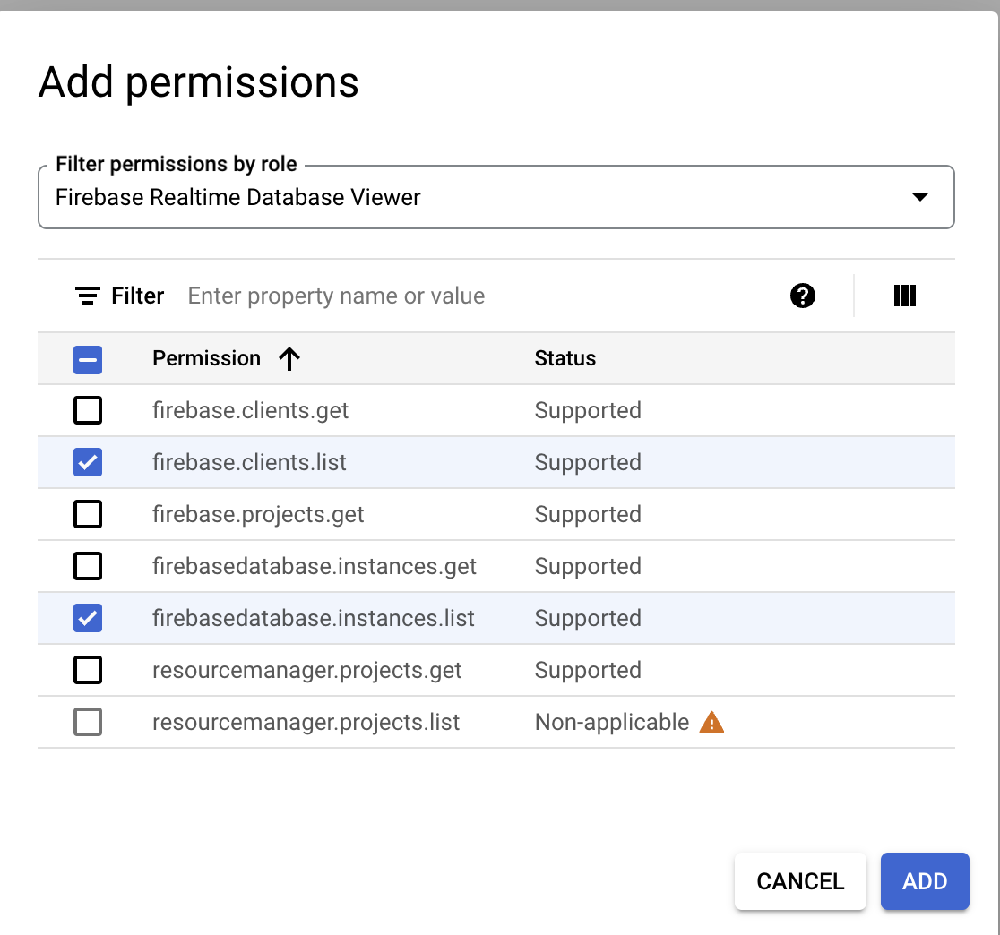 Add permissions
Filter permissions by role
Firebase Realtime Database Viewer
Filter Enter property name or value
Permission Status
firebase.clients.get Supported
firebase.clients.list Supported
firebase.projects.get Supported
firebasedatabase.instances.get Supported
firebasedatabase.instances.list Supported
resourcemanager.projects.get Supported
resourcemanager.projects.list Non-applicable
CANCEL ADD